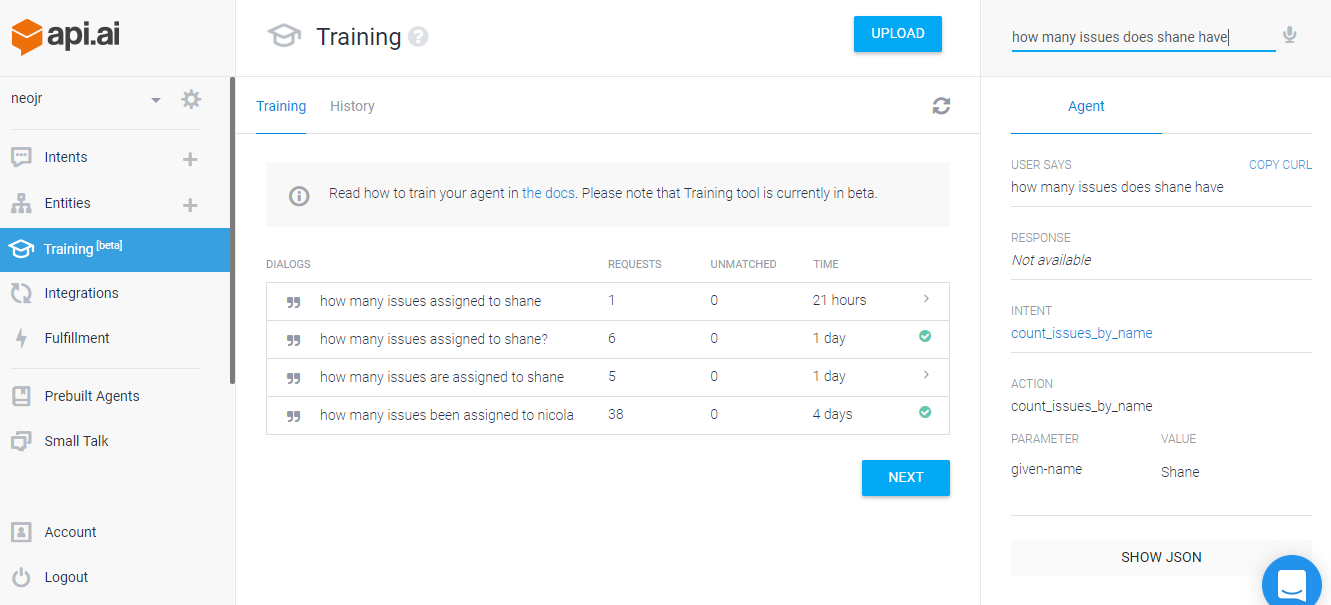 api.ai
neojr
Intents
Entities
Training [beta]
Integrations
Fulfillment
Prebuilt Agents
Small Talk
Account
Logout
Training ?
UPLOAD
Training History
Read how to train your agent in the docs. Please note that Training tool is currently in beta.
DIALOGS REQUESTS UNMATCHED TIME
how many issues assigned to shane 1 0 21 hours
how many issues assigned to shane? 6 0 1 day
how many issues are assigned to shane 5 0 1 day
how many issues been assigned to nicola 38 0 4 days
NEXT
how many issues does shane have
Agent
USER SAYS COPY CURL
how many issues does shane have
RESPONSE
Not available
INTENT
count_issues_by_name
ACTION
count_issues_by_name
PARAMETER VALUE
given-name Shane
SHOW JSON